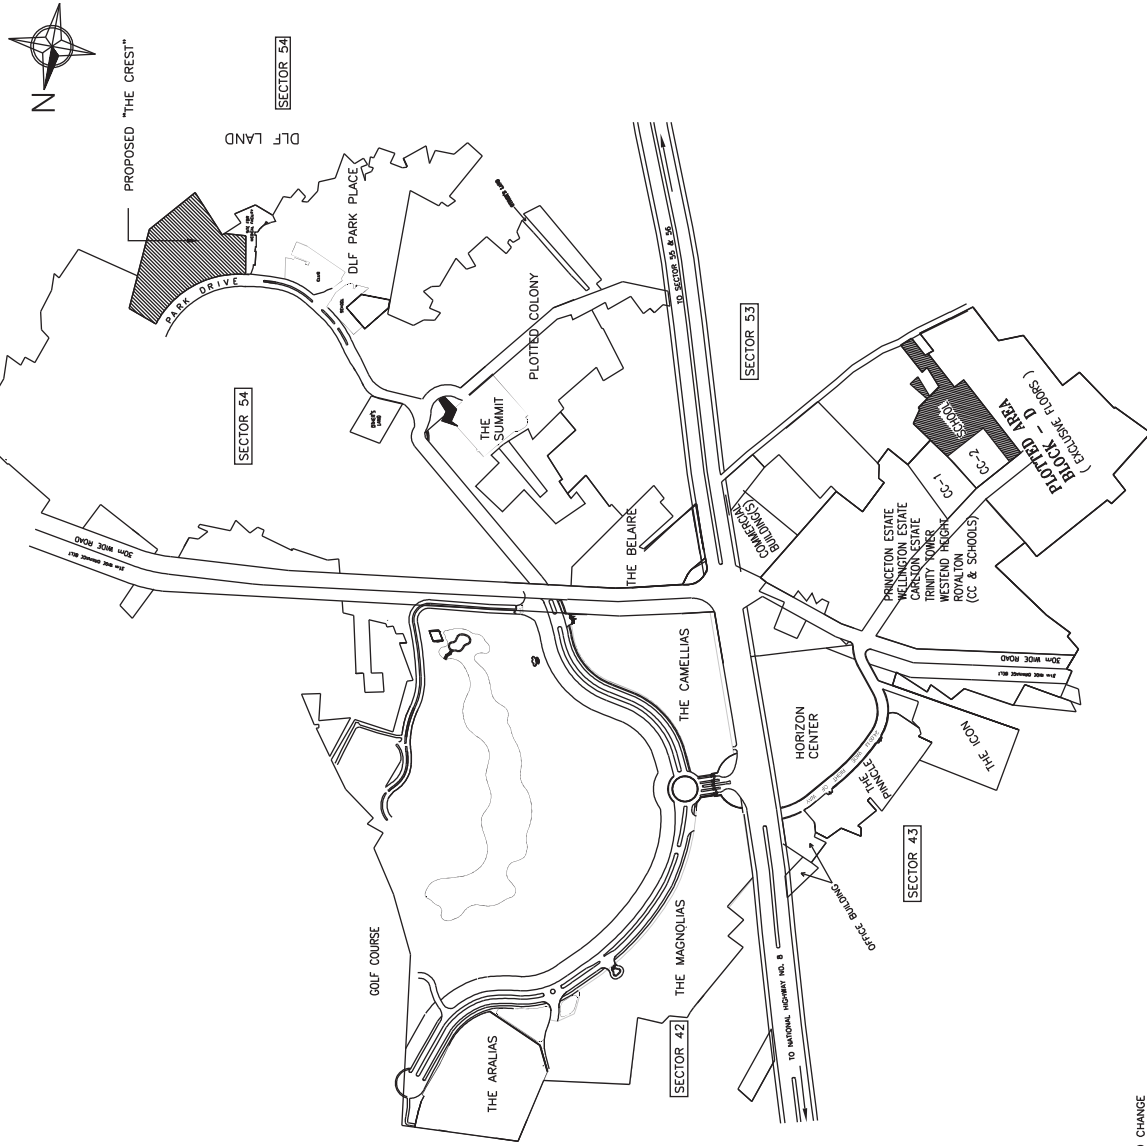 N
PROPOSED "THE CREST"
SECTOR 54
DLF LAND
PARK DRIVE
CLUB
DLF PARK PLACE
SECTOR 54
THE
SUMMIT
PLOTTED COLONY
TO SECTOR 55 & 56
SECTOR 53
30m WIDE ROAD
THE BELAIRE
COMMERCIAL
BUILDING(S)
SCHOOL
CC-1
CC-2
PLOTTED AREA
BLOCK - D
( EXCLUSIVE FLOORS )
PRINCETON ESTATE
WELLINGTON ESTATE
CARLTON ESTATE
TRINITY TOWER
WESTEND HEIGHT
ROYALTON
(CC & SCHOOLS)
30m WIDE ROAD
THE CAMELLIAS
HORIZON
CENTER
THE
PINNCLE
THE ICON
SECTOR 43
OFFICE BUILDING
GOLF COURSE
THE MAGNOLIAS
SECTOR 42
TO NATIONAL HIGHWAY NO. 8
THE ARALIAS
CHANGE